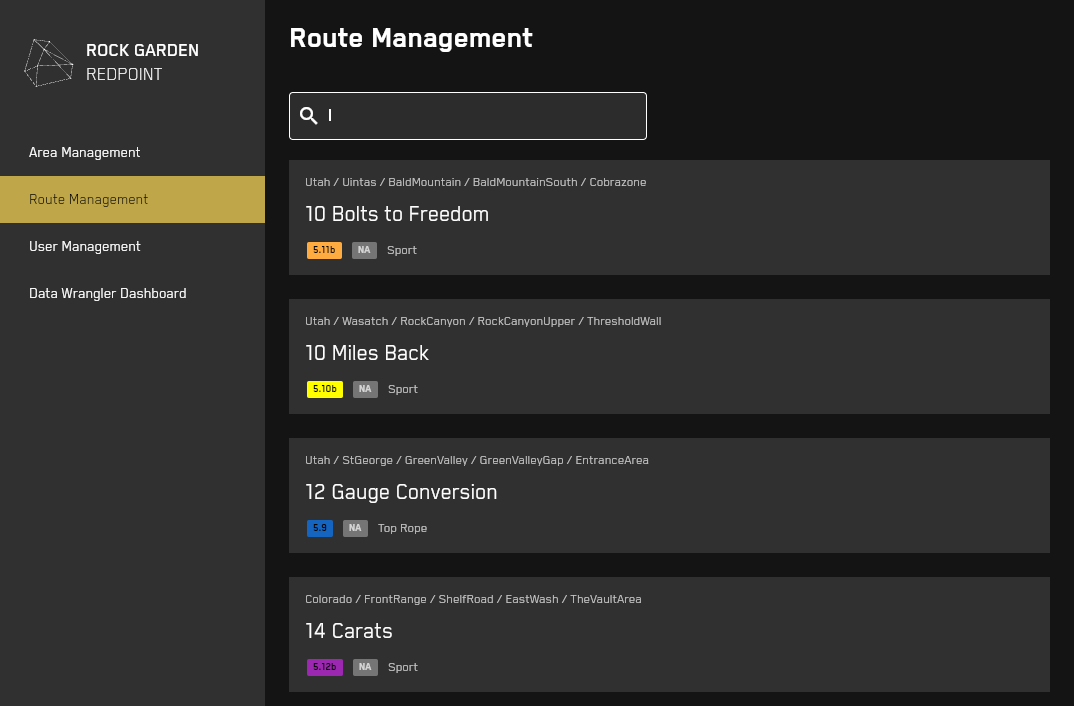 ROCK GARDEN
REDPOINT
Area Management
Route Management
User Management
Data Wrangler Dashboard
Route Management
Utah / Uintas / BaldMountain / BaldMountainSouth / Cobrazone
10 Bolts to Freedom
5.11b NA Sport
Utah / Wasatch / RockCanyon / RockCanyonUpper / ThresholdWall
10 Miles Back
5.10b NA Sport
Utah / StGeorge / GreenValley / GreenValleyGap / EntranceArea
12 Gauge Conversion
5.9 NA Top Rope
Colorado / FrontRange / ShelfRoad / EastWash / TheVaultArea
14 Carats
5.12b NA Sport